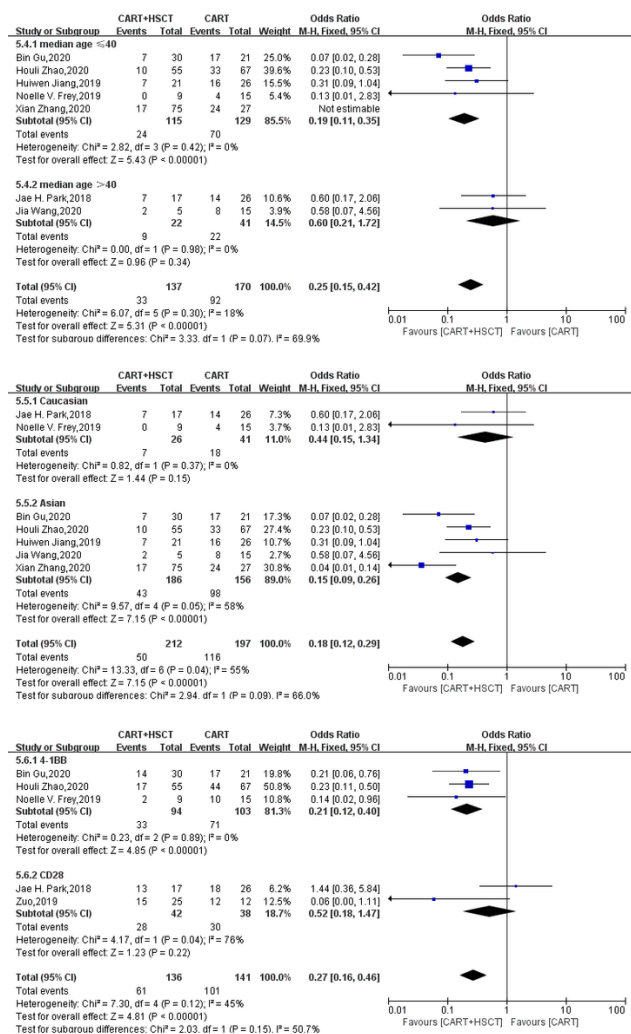 CART+HSCT CART Odds Ratio Odds Ratio
Study or Subgroup Events Total Events Total Weight M-H, Fixed, 95% CI M-H, Fixed, 95% CI
5.4.1 median age ≤40
Bin Gu,2020 7 30 17 21 25.0% 0.07 [0.02, 0.28]
Houli Zhao,2020 10 55 33 67 39.6% 0.23 [0.10, 0.53]
Huiwen Jiang,2019 7 21 16 26 15.5% 0.31 [0.09, 1.04]
Noelle V. Frey,2019 0 9 4 15 5.4% 0.13 [0.01, 2.83]
Xian Zhang,2020 17 75 24 27 Not estimable
Subtotal (95% CI) 115 129 85.5% 0.19 [0.11, 0.35]
Total events 24 70
Heterogeneity: Chi² = 2.82, df = 3 (P = 0.42); I² = 0%
Test for overall effect: Z = 5.43 (P < 0.00001)
5.4.2 median age >40
Jae H. Park,2018 7 17 14 26 10.6% 0.60 [0.17, 2.06]
Jia Wang,2020 2 5 8 15 3.9% 0.58 [0.07, 4.56]
Subtotal (95% CI) 22 41 14.5% 0.60 [0.21, 1.72]
Total events 9 22
Heterogeneity: Chi² = 0.00, df = 1 (P = 0.98); I² = 0%
Test for overall effect: Z = 0.96 (P = 0.34)
Total (95% CI) 137 170 100.0% 0.25 [0.15, 0.42]
Total events 33 92
Heterogeneity: Chi² = 6.07, df = 5 (P = 0.30); I² = 18%
Test for overall effect: Z = 5.31 (P < 0.00001)
Test for subgroup differences: Chi² = 3.33, df = 1 (P = 0.07), I² = 69.9%
0.01 0.1 1 10 100
Favours [CART+HSCT] Favours [CART]
CART+HSCT CART Odds Ratio Odds Ratio
Study or Subgroup Events Total Events Total Weight M-H, Fixed, 95% CI M-H, Fixed, 95% CI
5.5.1 Caucasian
Jae H. Park,2018 7 17 14 26 7.3% 0.60 [0.17, 2.06]
Noelle V. Frey,2019 0 9 4 15 3.7% 0.13 [0.01, 2.83]
Subtotal (95% CI) 26 41 11.0% 0.44 [0.15, 1.34]
Total events 7 18
Heterogeneity: Chi² = 0.82, df = 1 (P = 0.37); I² = 0%
Test for overall effect: Z = 1.44 (P = 0.15)
5.5.2 Asian
Bin Gu,2020 7 30 17 21 17.3% 0.07 [0.02, 0.28]
Houli Zhao,2020 10 55 33 67 27.4% 0.23 [0.10, 0.53]
Huiwen Jiang,2019 7 21 16 26 10.7% 0.31 [0.09, 1.04]
Jia Wang,2020 2 5 8 15 2.7% 0.58 [0.07, 4.56]
Xian Zhang,2020 17 75 24 27 30.8% 0.04 [0.01, 0.14]
Subtotal (95% CI) 186 156 89.0% 0.15 [0.09, 0.26]
Total events 43 98
Heterogeneity: Chi² = 9.57, df = 4 (P = 0.05); I² = 58%
Test for overall effect: Z = 7.15 (P < 0.00001)
Total (95% CI) 212 197 100.0% 0.18 [0.12, 0.29]
Total events 50 116
Heterogeneity: Chi² = 13.33, df = 6 (P = 0.04); I² = 55%
Test for overall effect: Z = 7.15 (P < 0.00001)
Test for subgroup differences: Chi² = 2.94, df = 1 (P = 0.09), I² = 66.0%
0.01 0.1 1 10 100
Favours [CART+HSCT] Favours [CART]
CART+HSCT CART Odds Ratio Odds Ratio
Study or Subgroup Events Total Events Total Weight M-H, Fixed, 95% CI M-H, Fixed, 95% CI
5.6.1 4-1BB
Bin Gu,2020 14 30 17 21 19.8% 0.21 [0.06, 0.76]
Houli Zhao,2020 17 55 44 67 50.8% 0.23 [0.11, 0.50]
Noelle V. Frey,2019 2 9 10 15 10.8% 0.14 [0.02, 0.96]
Subtotal (95% CI) 94 103 81.3% 0.21 [0.12, 0.40]
Total events 33 71
Heterogeneity: Chi² = 0.23, df = 2 (P = 0.89); I² = 0%
Test for overall effect: Z = 4.85 (P < 0.00001)
5.6.2 CD28
Jae H. Park,2018 13 17 18 26 6.2% 1.44 [0.36, 5.84]
Zuo,2019 15 25 12 12 12.5% 0.06 [0.00, 1.11]
Subtotal (95% CI) 42 38 18.7% 0.52 [0.18, 1.47]
Total events 28 30
Heterogeneity: Chi² = 4.17, df = 1 (P = 0.04); I² = 76%
Test for overall effect: Z = 1.23 (P = 0.22)
Total (95% CI) 136 141 100.0% 0.27 [0.16, 0.46]
Total events 61 101
Heterogeneity: Chi² = 7.30, df = 4 (P = 0.12); I² = 45%
Test for overall effect: Z = 4.81 (P < 0.00001)
Test for subgroup differences: Chi² = 2.03, df = 1 (P = 0.15), I² = 50.7%
0.01 0.1 1 10 100
Favours [CART+HSCT] Favours [CART]